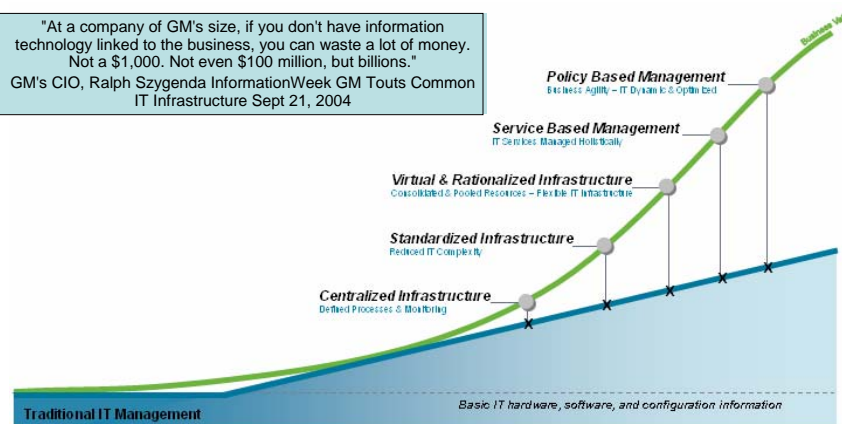 "At a company of GM's size, if you don't have information
technology linked to the business, you can waste a lot of money.
Not a $1,000. Not even $100 million, but billions."
GM's CIO, Ralph Szygenda InformationWeek GM Touts Common
IT Infrastructure Sept 21, 2004
Business
Policy Based Management
Business Agility – IT Dynamic & Optimized
Service Based Management
IT Services Managed Holistically
Virtual & Rationalized Infrastructure
Consolidated & Pooled Resources – Flexible IT Infrastructure
Standardized Infrastructure
Reduced IT Complexity
Centralized Infrastructure
Defined Processes & Monitoring
Basic IT hardware, software, and configuration information
Traditional IT Management